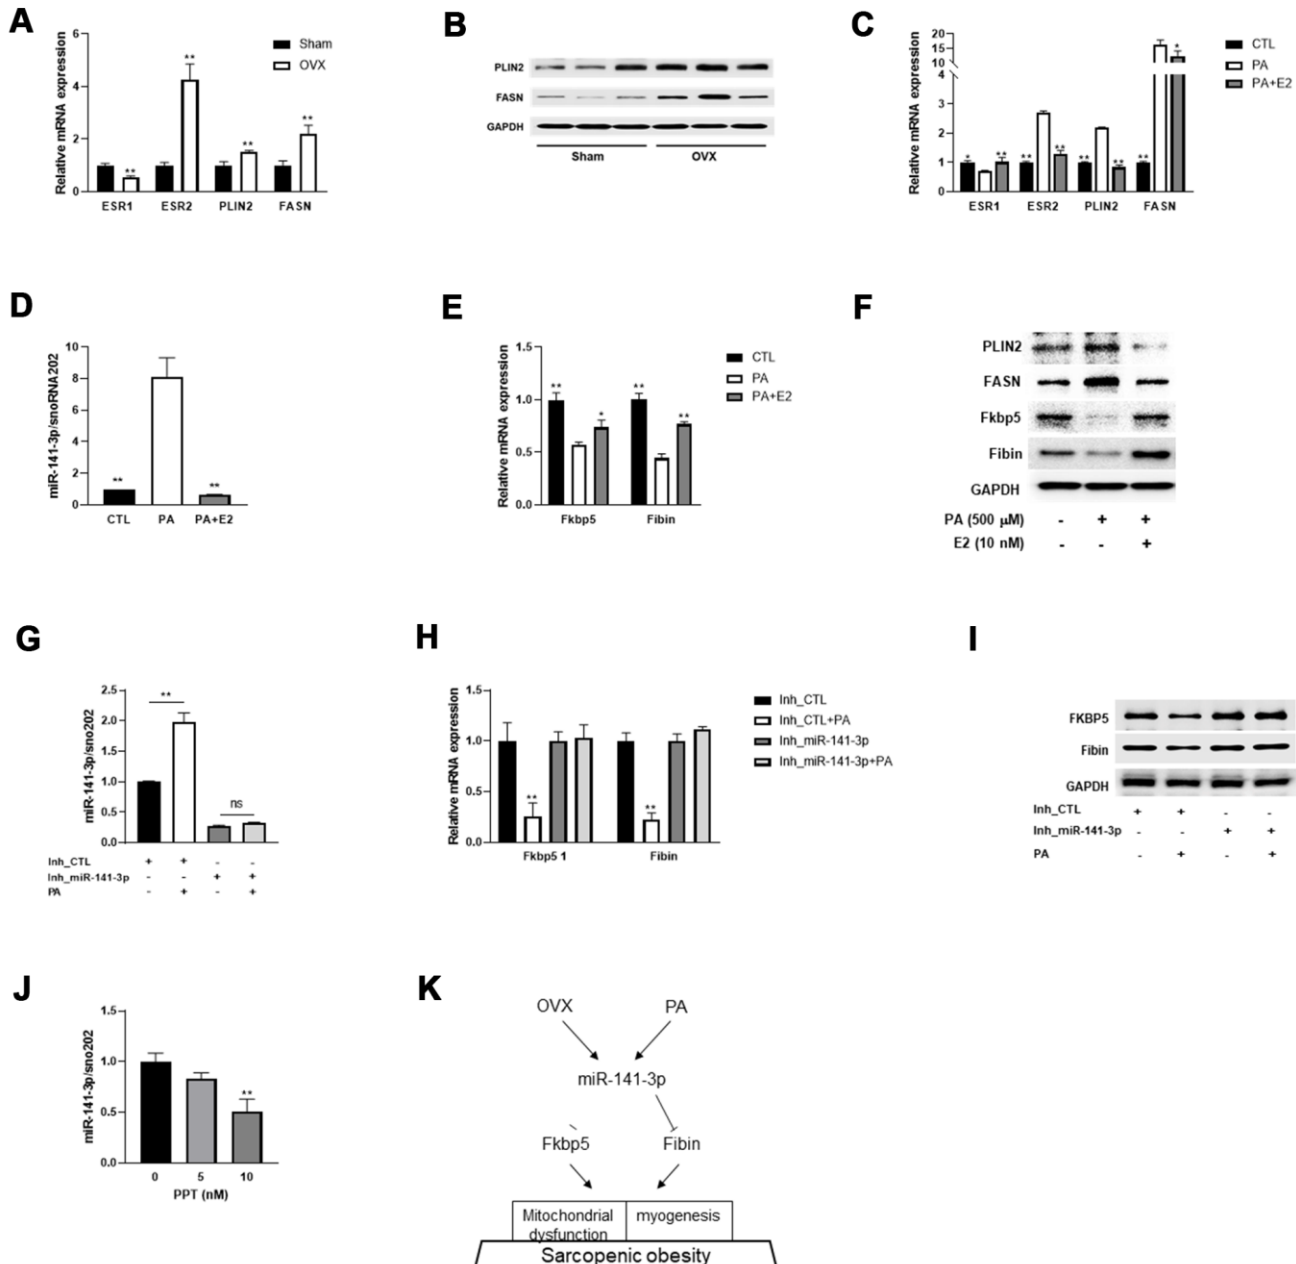 A
Relative mRNA expression
6
4
2
0
** ** ** **
ESR1 ESR2 PLIN2 FASN
Sham
OVX
B
PLIN2
FASN
GAPDH
Sham OVX
C
Relative mRNA expression
20
15
10
4
3
2
1
0
* ** ** ** ** ** ** *
ESR1 ESR2 PLIN2 FASN
CTL
PA
PA+E2
D
miR-141-3p/snoRNA202
10
8
6
4
2
0
** **
CTL PA PA+E2
E
Relative mRNA expression
1.5
1.0
0.5
0.0
** * ** **
Fkbp5 Fibin
CTL
PA
PA+E2
F
PLIN2
FASN
Fkbp5
Fibin
GAPDH
PA (500 μM) - + +
E2 (10 nM) - - +
G
miR-141-3p/sno202
2.5
2.0
1.5
1.0
0.5
0.0
** ns
Inh_CTL + + - -
Inh_miR-141-3p - - + +
PA - + - +
H
Relative mRNA expression
1.5
1.0
0.5
0.0
** **
Fkbp5 1 Fibin
Inh_CTL
Inh_CTL+PA
Inh_miR-141-3p
Inh_miR-141-3p+PA
I
FKBP5
Fibin
GAPDH
Inh_CTL + + - -
Inh_miR-141-3p - - + +
PA - + - +
J
miR-141-3p/sno202
1.5
1.0
0.5
0.0
**
0 5 10
PPT (nM)
K
OVX PA
miR-141-3p
Fkbp5 Fibin
Mitochondrial
dysfunction
myogenesis
Sarcopenic obesity